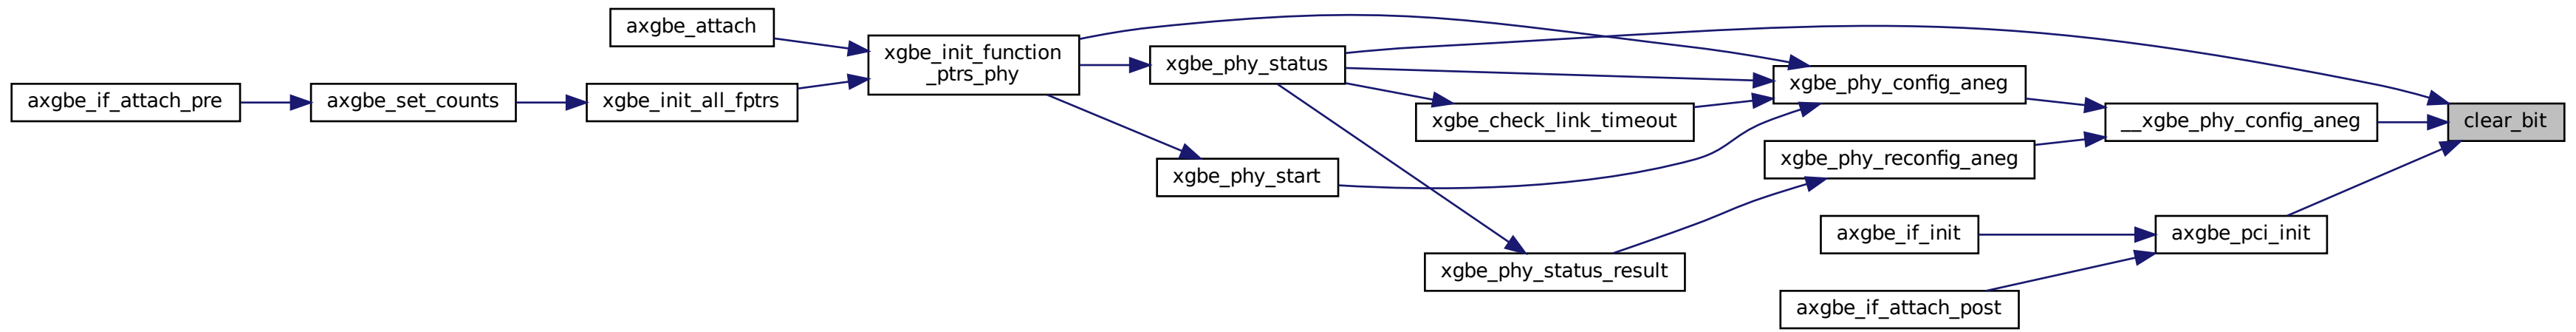 axgbe_attach
xgbe_init_function
_ptrs_phy
xgbe_phy_status
xgbe_phy_config_aneg
axgbe_if_attach_pre
axgbe_set_counts
xgbe_init_all_fptrs
xgbe_check_link_timeout
__xgbe_phy_config_aneg
clear_bit
xgbe_phy_reconfig_aneg
xgbe_phy_start
axgbe_if_init
axgbe_pci_init
xgbe_phy_status_result
axgbe_if_attach_post